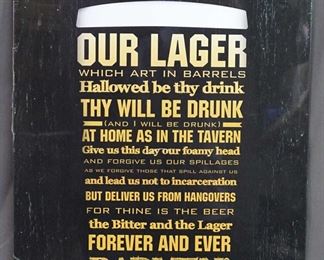 OUR LAGER
WHICH ART IN BARRELS
Hallowed be thy drink
THY WILL BE DRUNK
(AND I WILL BE DRUNK)
AT HOME AS IN THE TAVERN
Give us this day our foamy head
AND FORGIVE US OUR SPILLAGES
AS WE FORGIVE THOSE THAT SPILL AGAINST US
and lead us not to incarceration
BUT DELIVER US FROM HANGOVERS
FOR THINE IS THE BEER
the Bitter and the Lager
FOREVER AND EVER